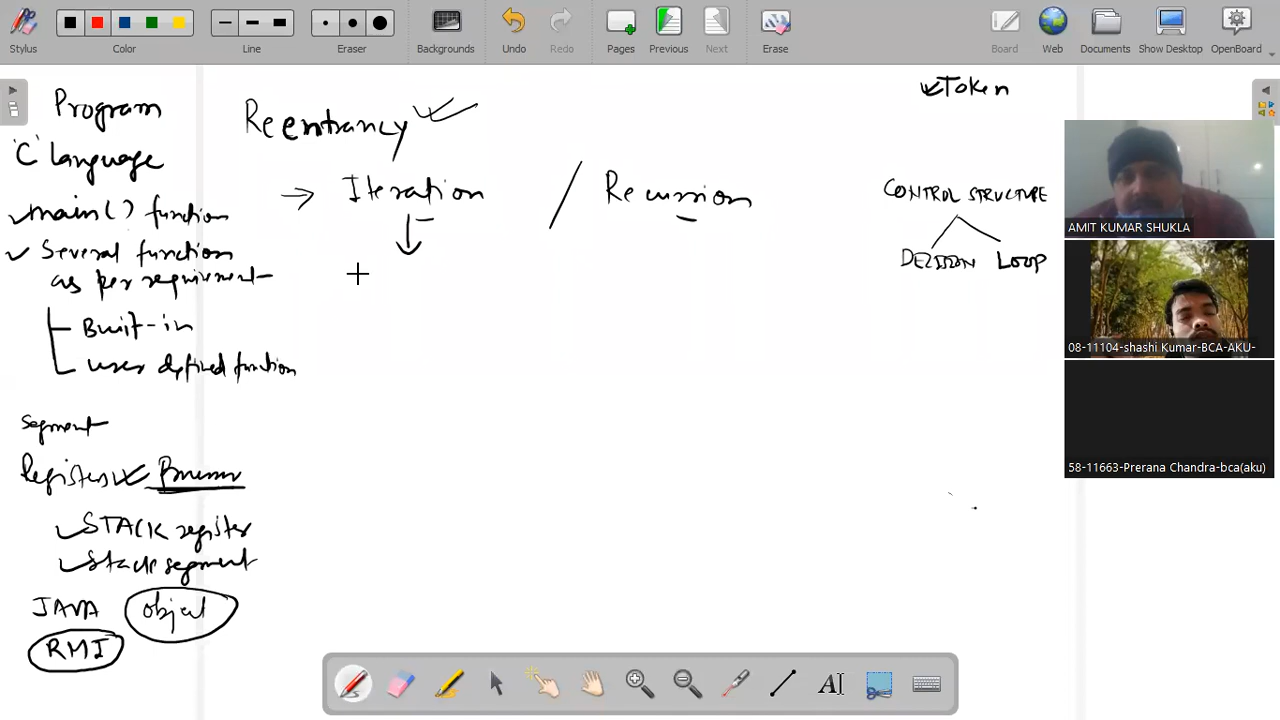 Stylus
Color
Line
Eraser
Backgrounds
Undo
Redo
Pages
Previous
Next
Erase
Board
Web
Documents
Show Desktop
OpenBoard
Program
'C' language
main() function
Several function
as per requirement
Built-in
user defined function
Segment
Registers
STACK register
Stack segment
JAVA object
RMI
Reentrancy
→ Iteration / Recursion
Token
CONTROL STRUCTURE
DECISION LOOP
AMIT KUMAR SHUKLA
08-11104-shashi Kumar-BCA-AKU-
58-11663-Prerana Chandra-bca(aku)